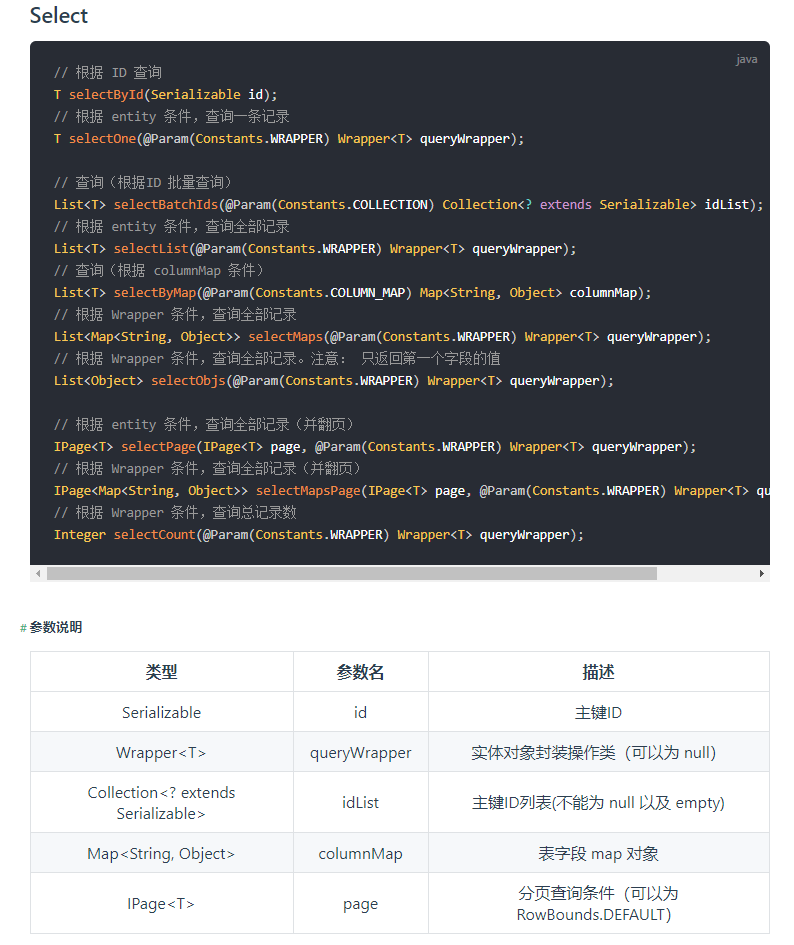 Select
java
// 根据 ID 查询
T selectById(Serializable id);
// 根据 entity 条件，查询一条记录
T selectOne(@Param(Constants.WRAPPER) Wrapper<T> queryWrapper);
// 查询（根据ID 批量查询）
List<T> selectBatchIds(@Param(Constants.COLLECTION) Collection<? extends Serializable> idList);
// 根据 entity 条件，查询全部记录
List<T> selectList(@Param(Constants.WRAPPER) Wrapper<T> queryWrapper);
// 查询（根据 columnMap 条件）
List<T> selectByMap(@Param(Constants.COLUMN_MAP) Map<String, Object> columnMap);
// 根据 Wrapper 条件，查询全部记录
List<Map<String, Object>> selectMaps(@Param(Constants.WRAPPER) Wrapper<T> queryWrapper);
// 根据 Wrapper 条件，查询全部记录。注意： 只返回第一个字段的值
List<Object> selectObjs(@Param(Constants.WRAPPER) Wrapper<T> queryWrapper);
// 根据 entity 条件，查询全部记录（并翻页）
IPage<T> selectPage(IPage<T> page, @Param(Constants.WRAPPER) Wrapper<T> queryWrapper);
// 根据 Wrapper 条件，查询全部记录（并翻页）
IPage<Map<String, Object>> selectMapsPage(IPage<T> page, @Param(Constants.WRAPPER) Wrapper<T> qu
// 根据 Wrapper 条件，查询总记录数
Integer selectCount(@Param(Constants.WRAPPER) Wrapper<T> queryWrapper);
# 参数说明
类型 参数名 描述
Serializable id 主键ID
Wrapper<T> queryWrapper 实体对象封装操作类（可以为 null）
Collection<? extends
Serializable> idList 主键ID列表(不能为 null 以及 empty)
Map<String, Object> columnMap 表字段 map 对象
IPage<T> page 分页查询条件（可以为
RowBounds.DEFAULT）